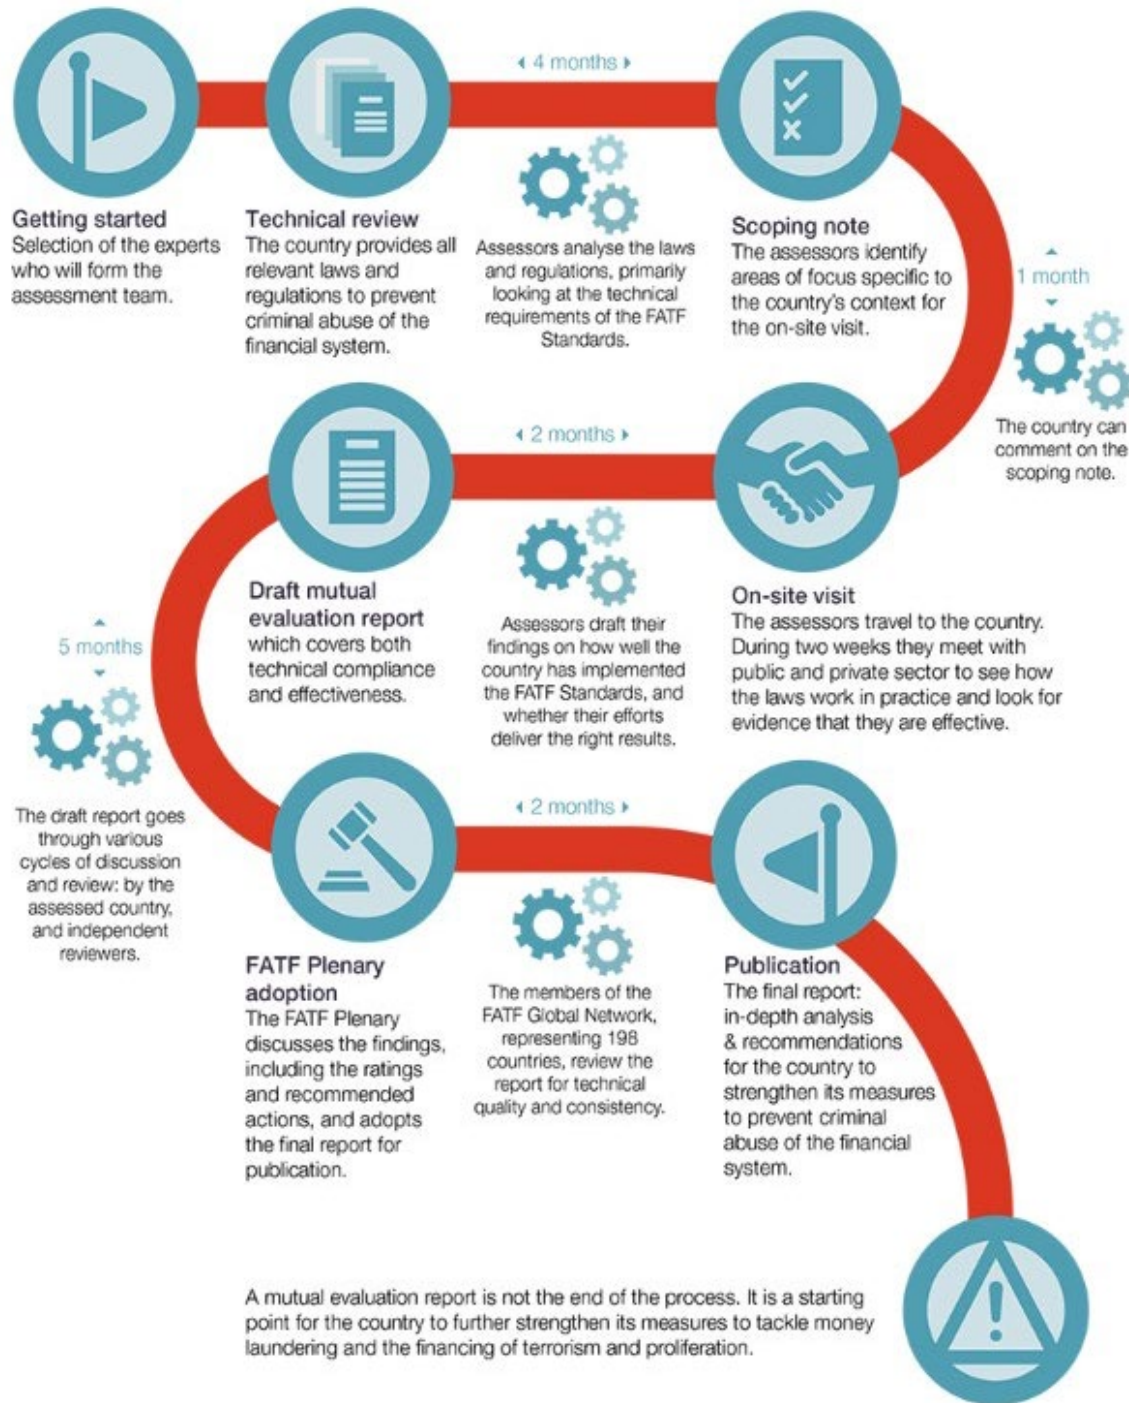 Getting started
Selection of the experts
who will form the
assessment team.
Technical review
The country provides all
relevant laws and
regulations to prevent
criminal abuse of the
financial system.
4 months
Assessors analyse the laws
and regulations, primarily
looking at the technical
requirements of the FATF
Standards.
Scoping note
The assessors identify
areas of focus specific to
the country's context for
the on-site visit.
1 month
The country can
comment on the
scoping note.
On-site visit
The assessors travel to the country.
During two weeks they meet with
public and private sector to see how
the laws work in practice and look for
evidence that they are effective.
2 months
Assessors draft their
findings on how well the
country has implemented
the FATF Standards, and
whether their efforts
deliver the right results.
Draft mutual
evaluation report
which covers both
technical compliance
and effectiveness.
5 months
The draft report goes
through various
cycles of discussion
and review: by the
assessed country,
and independent
reviewers.
FATF Plenary
adoption
The FATF Plenary
discusses the findings,
including the ratings
and recommended
actions, and adopts
the final report for
publication.
2 months
The members of the
FATF Global Network,
representing 198
countries, review the
report for technical
quality and consistency.
Publication
The final report:
in-depth analysis
& recommendations
for the country to
strengthen its measures
to prevent criminal
abuse of the financial
system.
A mutual evaluation report is not the end of the process. It is a starting
point for the country to further strengthen its measures to tackle money
laundering and the financing of terrorism and proliferation.